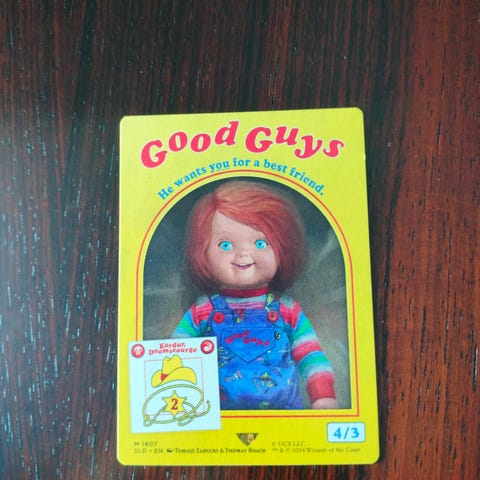 Good Guys
He wants you for a best friend.
Good Guys
Kardur,
Doomscourge
2
4/3
M 1607
SLD • EN Tomasz Zarucki & Thomas Roach
© UCS LLC
™ & © 2024 Wizards of the Coast